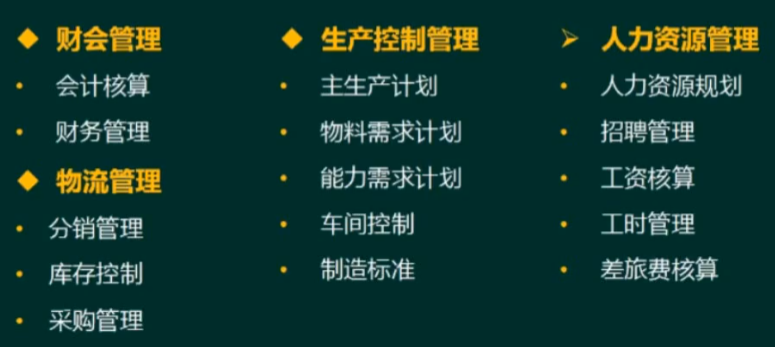 ◆ 财会管理
• 会计核算
• 财务管理
◆ 物流管理
• 分销管理
• 库存控制
• 采购管理
◆ 生产控制管理
• 主生产计划
• 物料需求计划
• 能力需求计划
• 车间控制
• 制造标准
➢ 人力资源管理
• 人力资源规划
• 招聘管理
• 工资核算
• 工时管理
• 差旅费核算